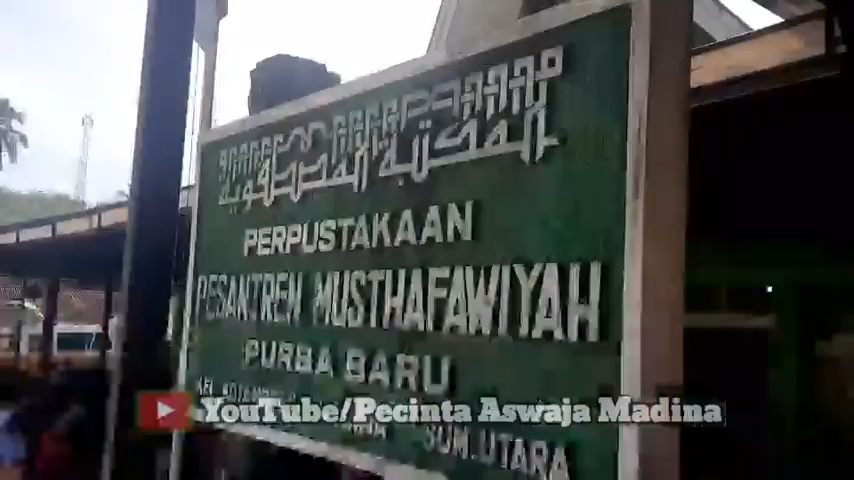 المكتبة المصطفوية
PERPUSTAKAAN
PESANTREN MUSTHAFAWIYAH
PURBA BARU
SUM.UTARA
YouTube/Pecinta Aswaja Madina